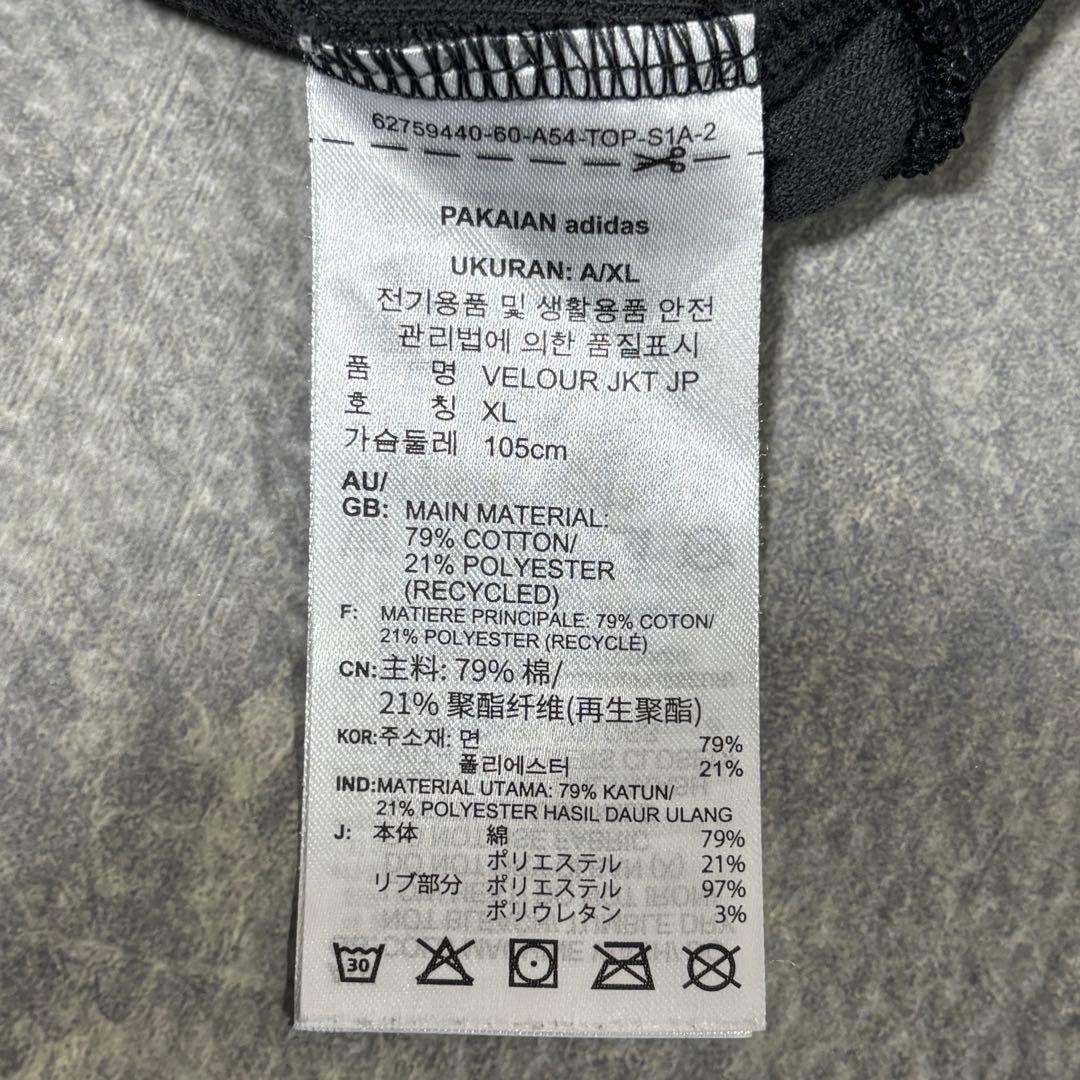 62759440-60-A54-TOP-S1A-2
PAKAIAN adidas
UKURAN: A/XL
전기용품 및 생활용품 안전
관리법에 의한 품질표시
품 명 VELOUR JKT JP
호 칭 XL
가슴둘레 105cm
AU/
GB: MAIN MATERIAL:
79% COTTON/
21% POLYESTER
(RECYCLED)
F: MATIERE PRINCIPALE: 79% COTON/
21% POLYESTER (RECYCLÉ)
CN:主料: 79% 棉/
21% 聚酯纤维(再生聚酯)
KOR:주소재: 면 79%
폴리에스터 21%
IND:MATERIAL UTAMA: 79% KATUN/
21% POLYESTER HASIL DAUR ULANG
J: 本体 綿 79%
ポリエステル 21%
リブ部分 ポリエステル 97%
ポリウレタン 3%
30